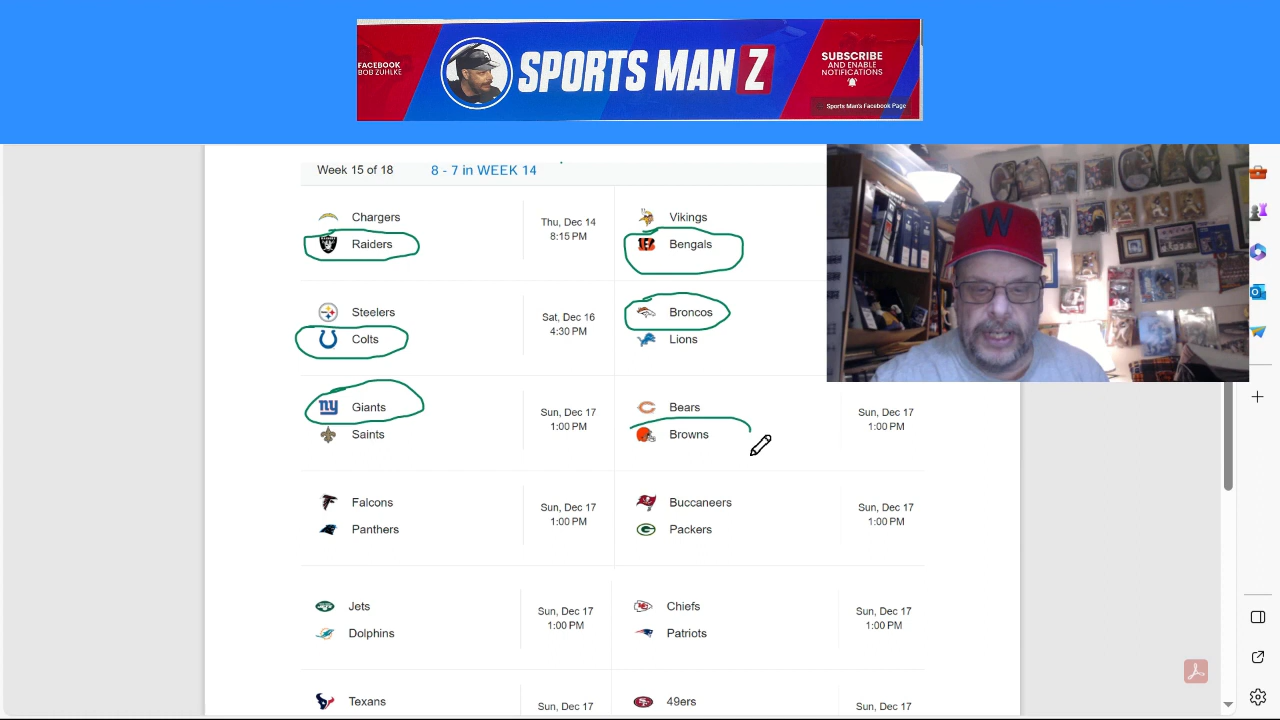 FACEBOOK
BOB ZUHLKE
SPORTS MAN Z
SUBSCRIBE
AND ENABLE
NOTIFICATIONS
Sports Man's Facebook Page
Week 15 of 18
8 - 7 in WEEK 14
Chargers
Raiders
Thu, Dec 14
8:15 PM
Vikings
Bengals
Steelers
Colts
Sat, Dec 16
4:30 PM
Broncos
Lions
ny Giants
Saints
Sun, Dec 17
1:00 PM
Bears
Browns
Sun, Dec 17
1:00 PM
Falcons
Panthers
Sun, Dec 17
1:00 PM
Buccaneers
Packers
Sun, Dec 17
1:00 PM
Jets
Dolphins
Sun, Dec 17
1:00 PM
Chiefs
Patriots
Sun, Dec 17
1:00 PM
Texans
Sun, Dec 17
49ers
Sun, Dec 17
W